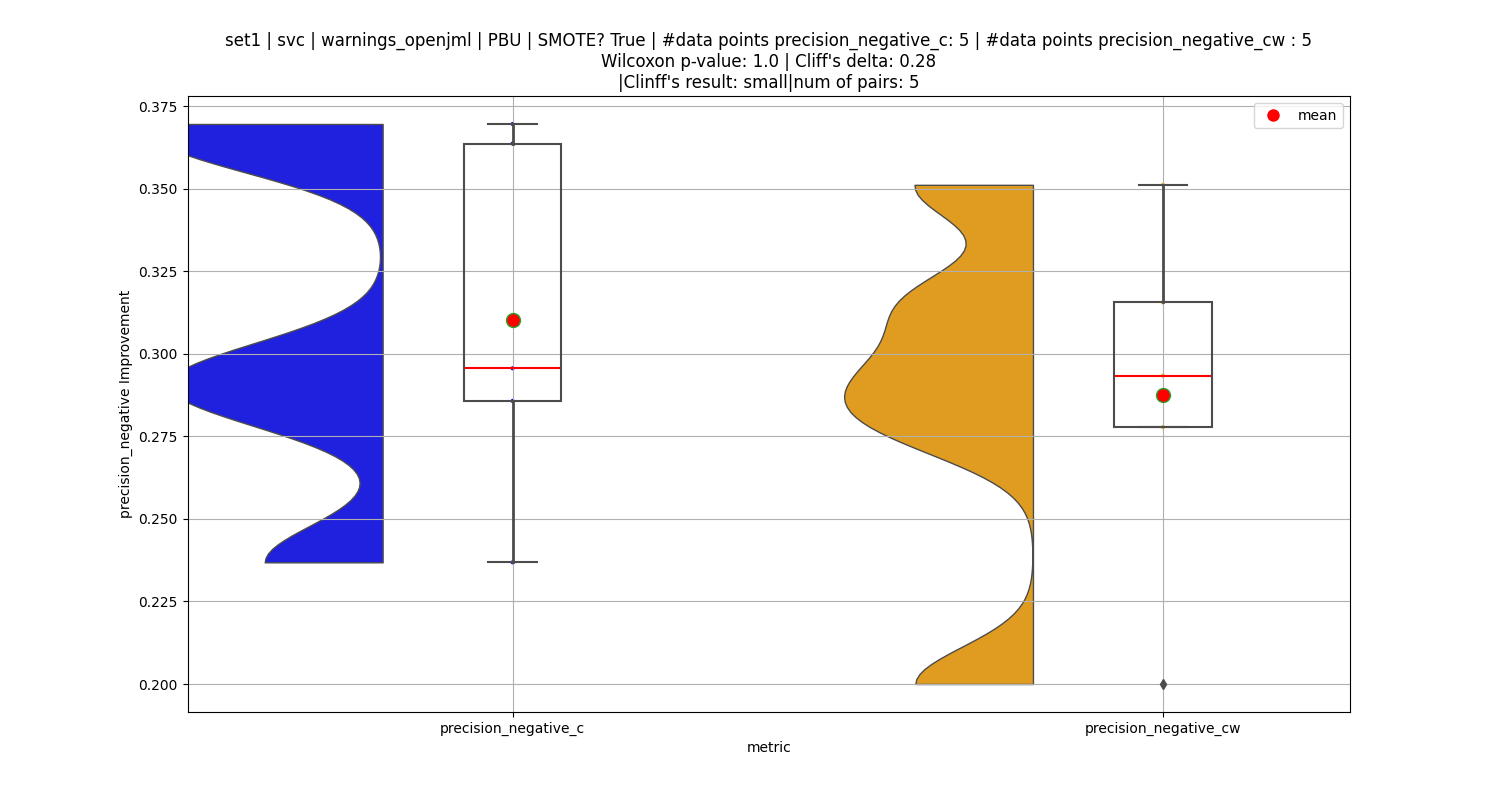 set1 | svc | warnings_openjml | PBU | SMOTE? True | #data points precision_negative_c: 5 | #data points precision_negative_cw : 5
Wilcoxon p-value: 1.0 | Cliff's delta: 0.28
|Clinff's result: small|num of pairs: 5
mean
0.375
0.350
0.325
0.300
0.275
0.250
0.225
0.200
precision_negative Improvement
precision_negative_c
precision_negative_cw
metric